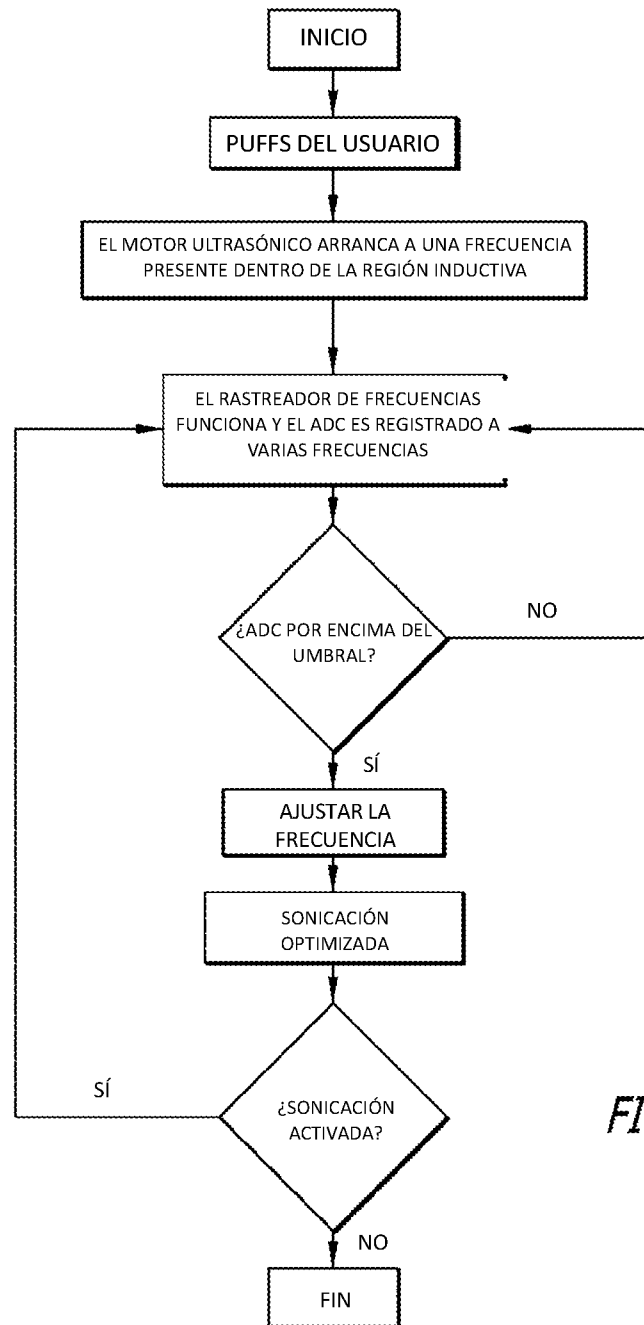 INICIO
PUFFS DEL USUARIO
EL MOTOR ULTRASÓNICO ARRANCA A UNA FRECUENCIA
PRESENTE DENTRO DE LA REGIÓN INDUCTIVA
EL RASTREADOR DE FRECUENCIAS
FUNCIONA Y EL ADC ES REGISTRADO A
VARIAS FRECUENCIAS
¿ADC POR ENCIMA DEL
UMBRAL?
NO
SÍ
AJUSTAR LA
FRECUENCIA
SONICACIÓN
OPTIMIZADA
SÍ
¿SONICACIÓN
ACTIVADA?
NO
FIN